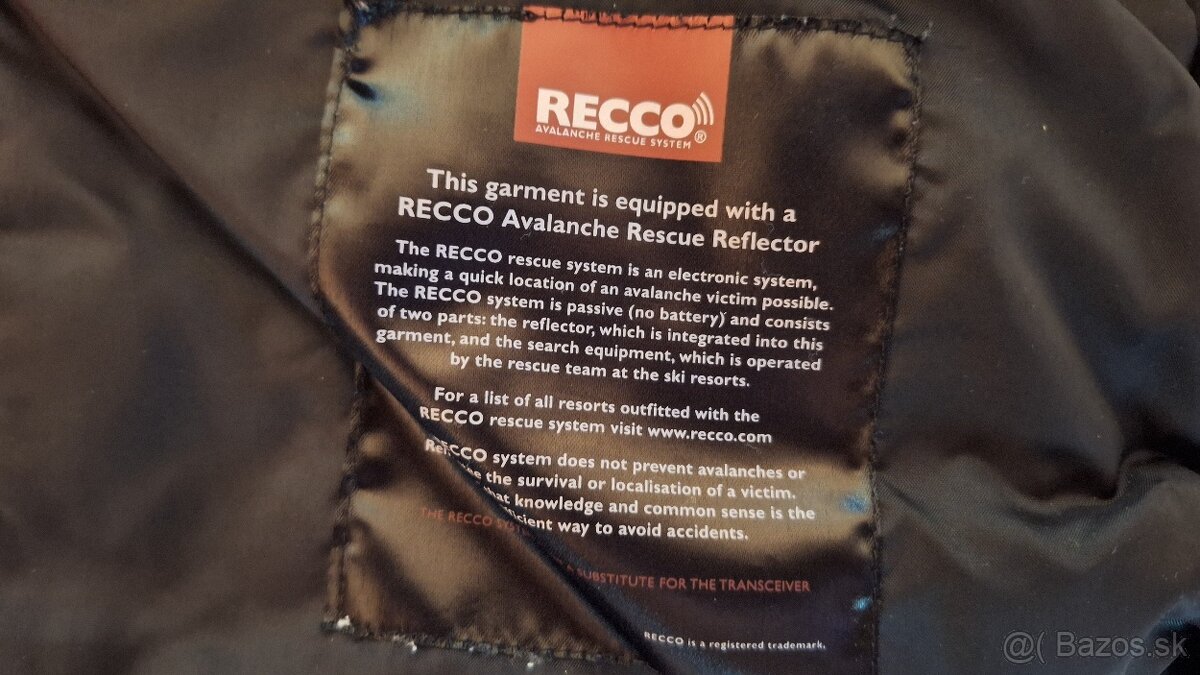 RECCO®
AVALANCHE RESCUE SYSTEM
This garment is equipped with a
RECCO Avalanche Rescue Reflector
The RECCO rescue system is an electronic system,
making a quick location of an avalanche victim possible.
The RECCO system is passive (no battery) and consists
of two parts: the reflector, which is integrated into this
garment, and the search equipment, which is operated
by the rescue team at the ski resorts.
For a list of all resorts outfitted with the
RECCO rescue system visit www.recco.com
RECCO system does not prevent avalanches or
the survival or localisation of a victim.
knowledge and common sense is the
way to avoid accidents.
THE RECCO
SUBSTITUTE FOR THE TRANSCEIVER
RECCO is a registered trademark.
@( Bazos.sk